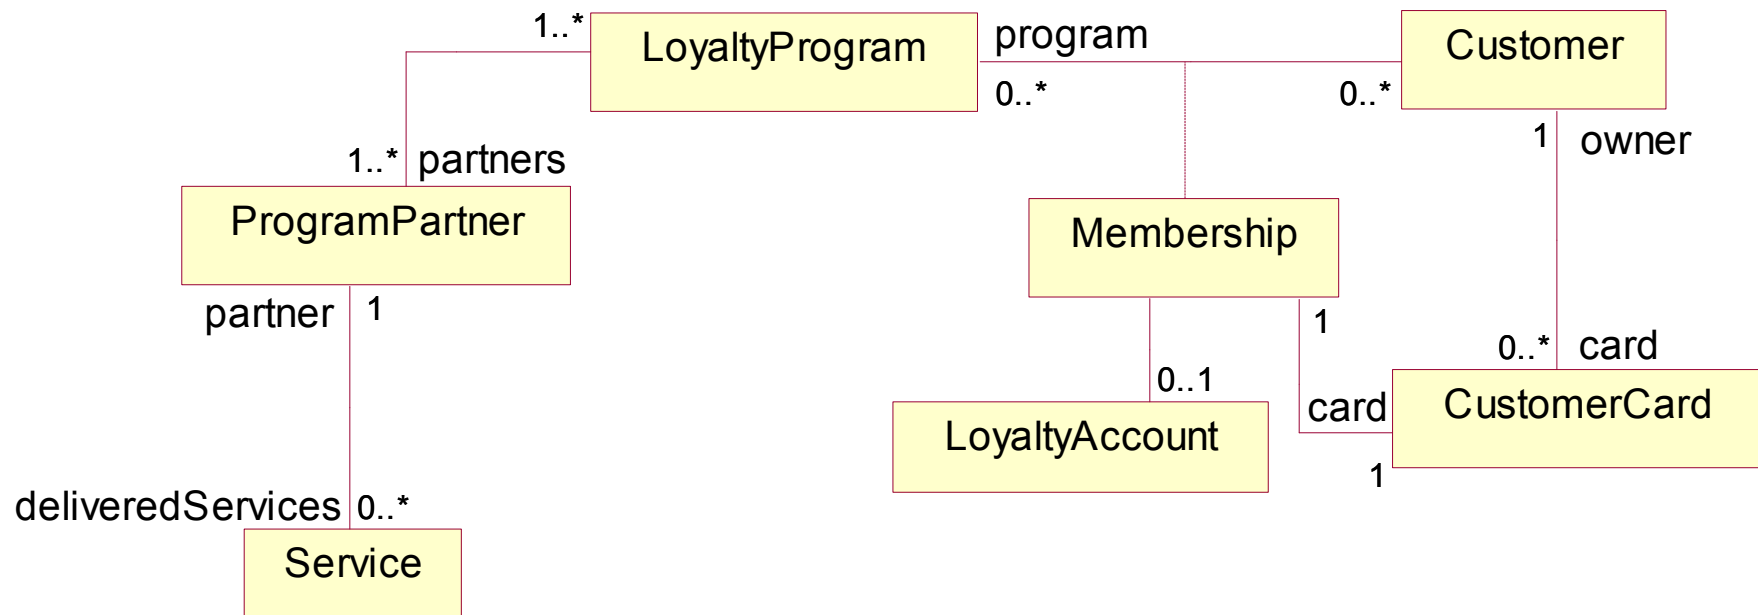 1..*
LoyaltyProgram
program
0..*
0..*
Customer
1
owner
1..*
partners
ProgramPartner
partner
1
Membership
1
0..1
LoyaltyAccount
0..*
card
card
CustomerCard
1
deliveredServices
0..*
Service